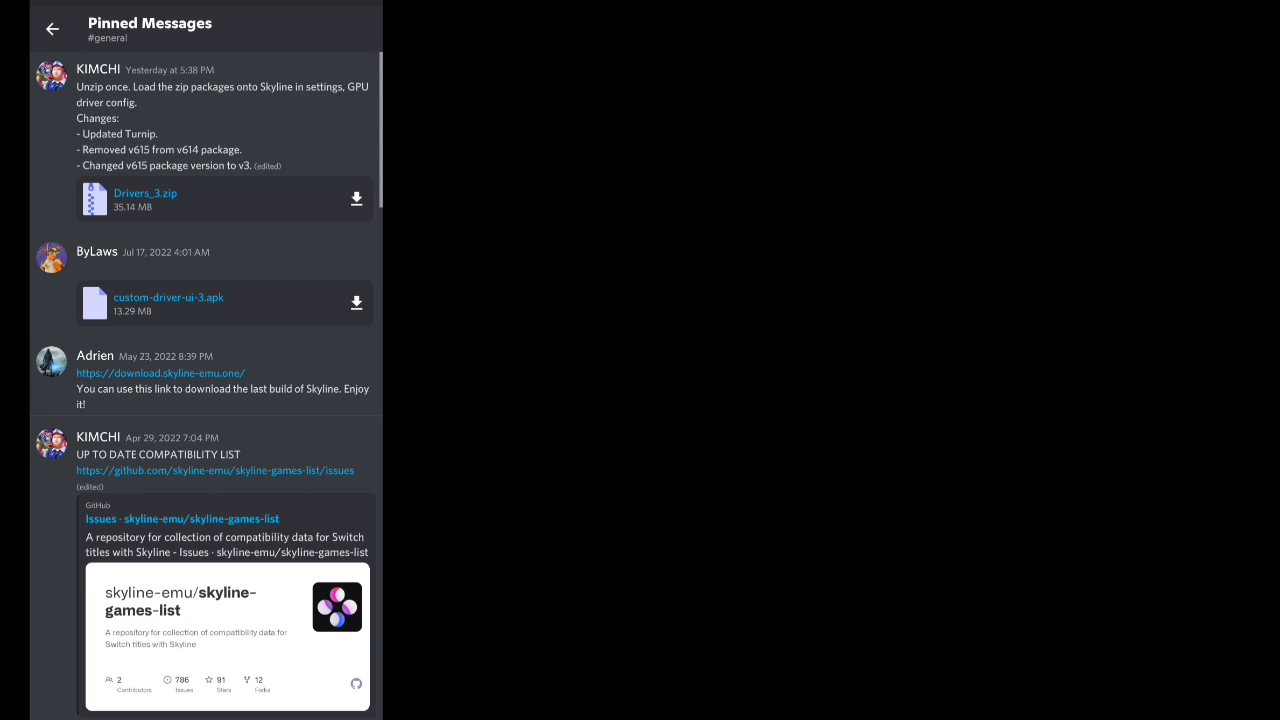 Pinned Messages
#general
KIMCHI Yesterday at 5:38 PM
Unzip once. Load the zip packages onto Skyline in settings, GPU
driver config.
Changes:
- Updated Turnip.
- Removed v615 from v614 package.
- Changed v615 package version to v3. (edited)
Drivers_3.zip
35.14 MB
ByLaws Jul 17, 2022 4:01 AM
custom-driver-ui-3.apk
13.29 MB
Adrien May 23, 2022 8:39 PM
https://download.skyline-emu.one/
You can use this link to download the last build of Skyline. Enjoy
it!
KIMCHI Apr 29, 2022 7:04 PM
UP TO DATE COMPATIBILITY LIST
https://github.com/skyline-emu/skyline-games-list/issues
(edited)
GitHub
Issues · skyline-emu/skyline-games-list
A repository for collection of compatibility data for Switch
titles with Skyline - Issues · skyline-emu/skyline-games-list
skyline-emu/skyline-
games-list
A repository for collection of compatibility data for
Switch titles with Skyline
2 786 91 12
Contributors Issues Stars Forks